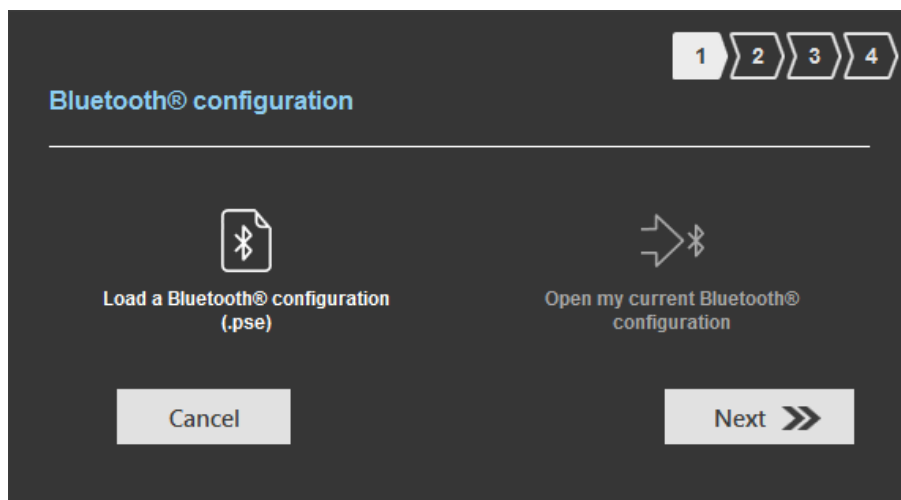 1 2 3 4
Bluetooth® configuration
Load a Bluetooth® configuration
(.pse)
Open my current Bluetooth®
configuration
Cancel
Next